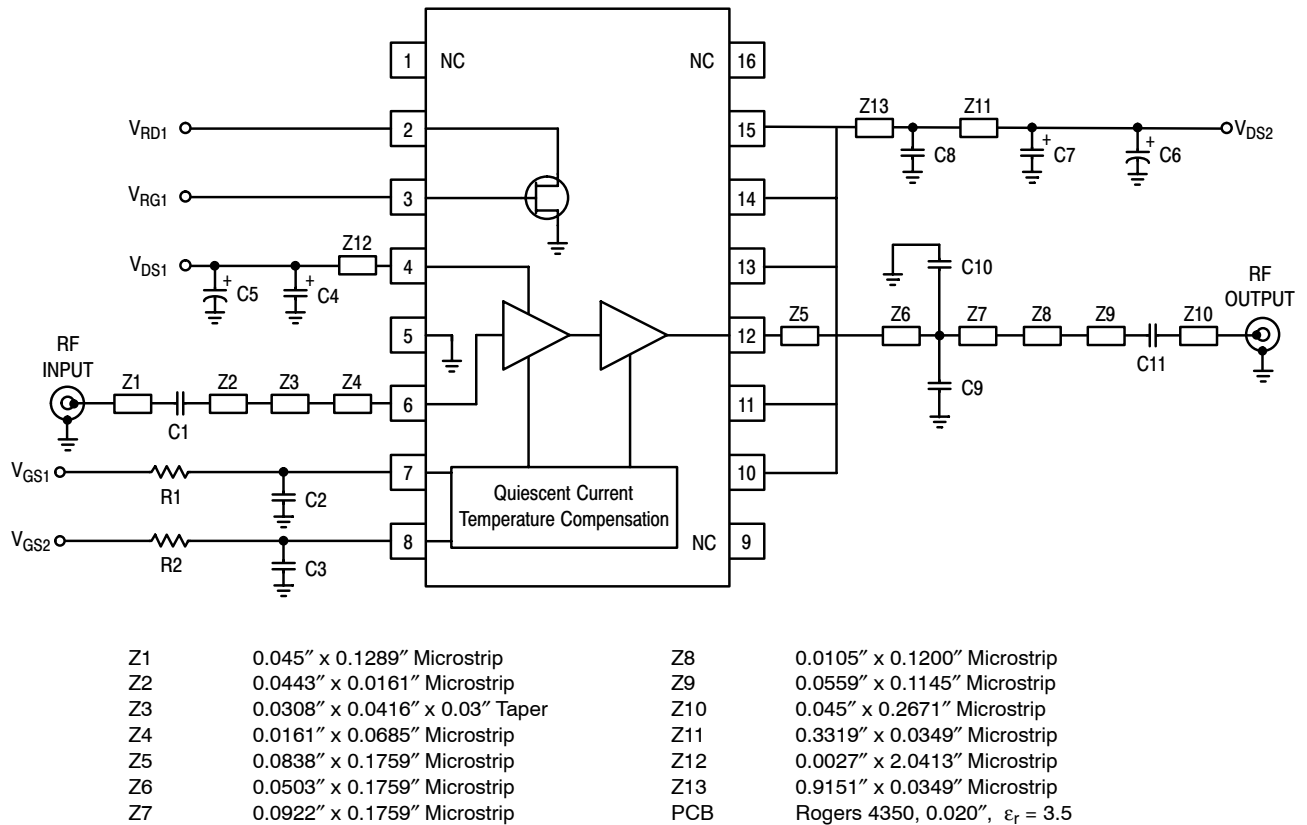 1 NC NC 16
V_RD1 2 15 Z13 Z11 V_DS2
C8 + C7 + C6
V_RG1 3 14
V_DS1 Z12 4 13 C10
+ C5 + C4
RF OUTPUT
5 12 Z5 Z6 Z7 Z8 Z9 Z10
C11
RF INPUT
Z1 Z2 Z3 Z4 6 11 C9
C1
V_GS1 7 10
R1 C2
Quiescent Current
Temperature Compensation
V_GS2 8 NC 9
R2 C3
Z1 0.045″ x 0.1289″ Microstrip
Z2 0.0443″ x 0.0161″ Microstrip
Z3 0.0308″ x 0.0416″ x 0.03″ Taper
Z4 0.0161″ x 0.0685″ Microstrip
Z5 0.0838″ x 0.1759″ Microstrip
Z6 0.0503″ x 0.1759″ Microstrip
Z7 0.0922″ x 0.1759″ Microstrip
Z8 0.0105″ x 0.1200″ Microstrip
Z9 0.0559″ x 0.1145″ Microstrip
Z10 0.045″ x 0.2671″ Microstrip
Z11 0.3319″ x 0.0349″ Microstrip
Z12 0.0027″ x 2.0413″ Microstrip
Z13 0.9151″ x 0.0349″ Microstrip
PCB Rogers 4350, 0.020″, εr = 3.5